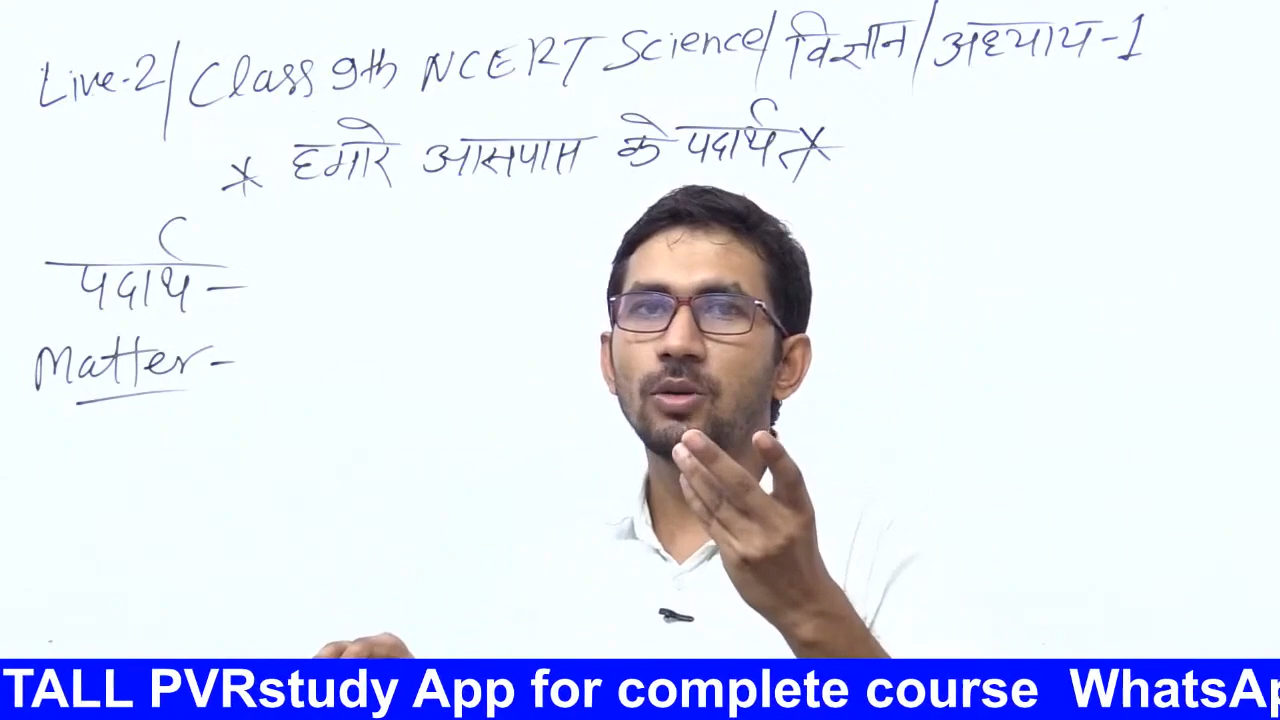 Live-2/ Class 9th NCERT Science/ विज्ञान/ अध्याय-1
* हमारे आसपास के पदार्थ *
पदार्थ -
Matter -
TALL PVRstudy App for complete course WhatsAp